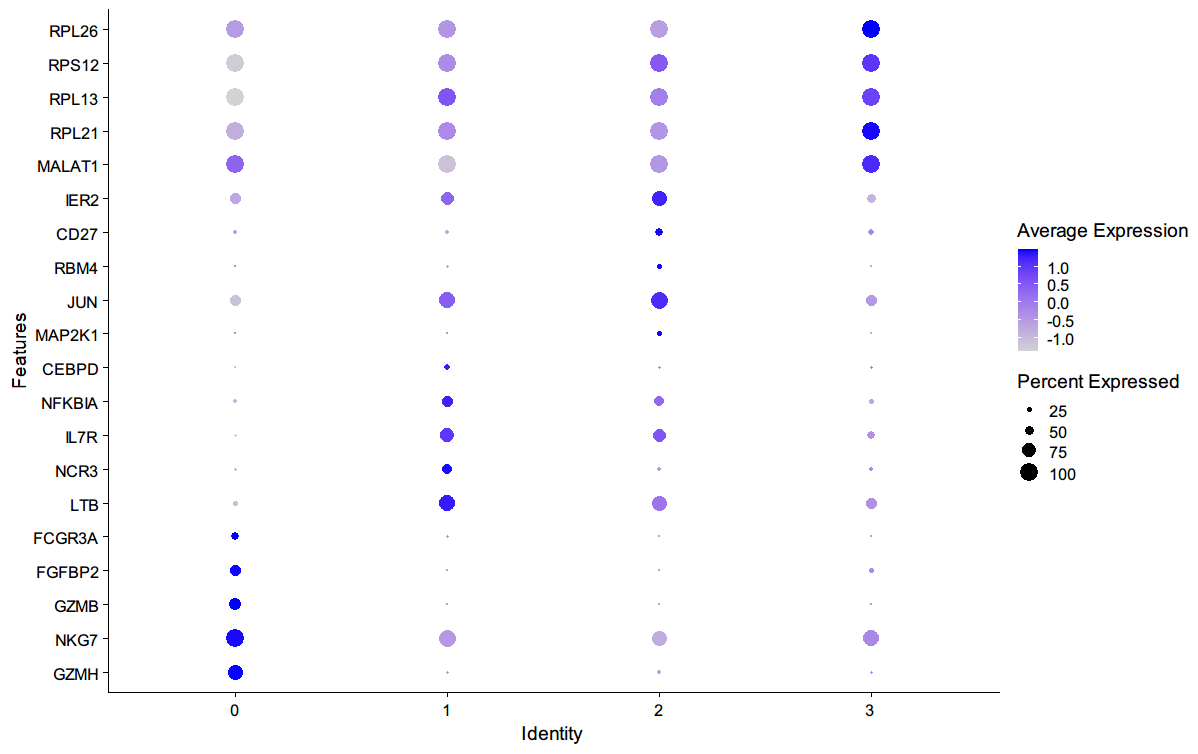 RPL26
RPS12
RPL13
RPL21
MALAT1
IER2
CD27
RBM4
JUN
MAP2K1
CEBPD
NFKBIA
IL7R
NCR3
LTB
FCGR3A
FGFBP2
GZMB
NKG7
GZMH
Features
0 1 2 3
Identity
Average Expression
1.0
0.5
0.0
-0.5
-1.0
Percent Expressed
25
50
75
100